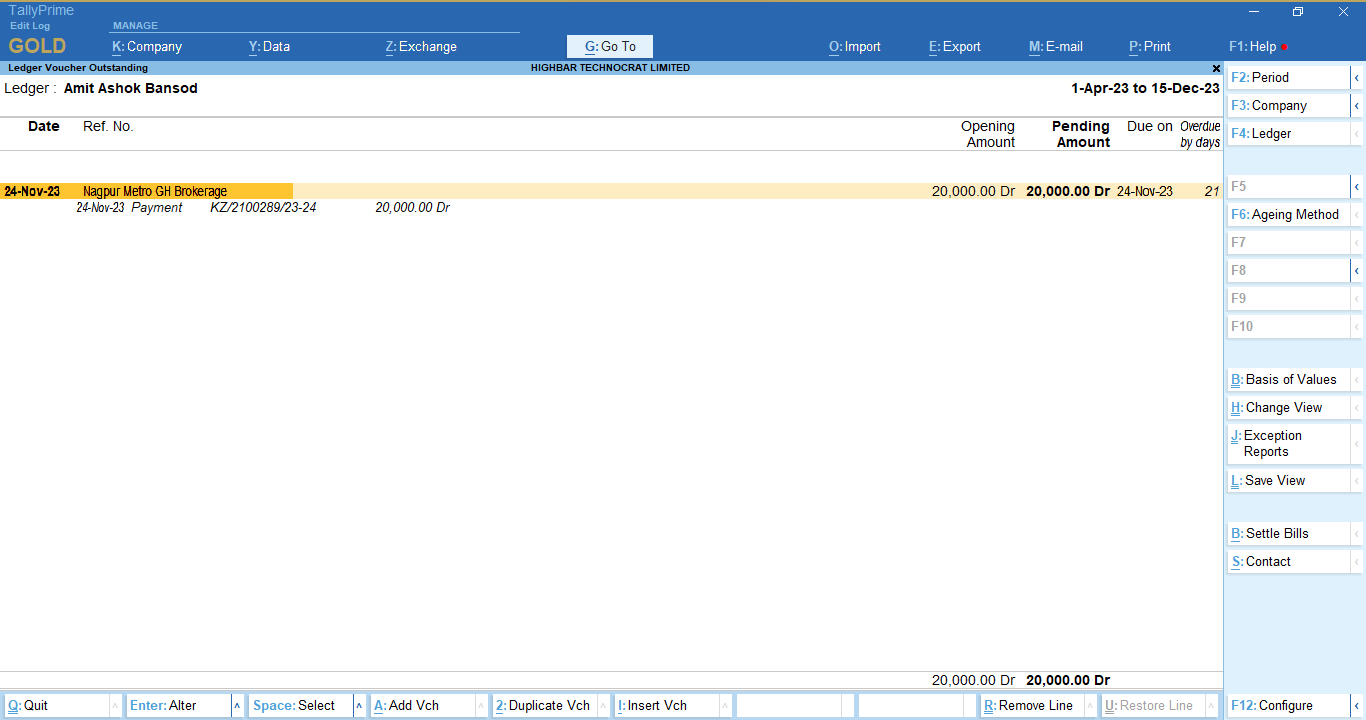 TallyPrime
Edit Log
MANAGE
GOLD
K: Company Y: Data Z: Exchange G: Go To O: Import E: Export M: E-mail P: Print F1: Help
Ledger Voucher Outstanding HIGHBAR TECHNOCRAT LIMITED
Ledger : Amit Ashok Bansod 1-Apr-23 to 15-Dec-23
Date Ref. No. Opening Pending Due on Overdue
Amount Amount by days
24-Nov-23 Nagpur Metro GH Brokerage 20,000.00 Dr 20,000.00 Dr 24-Nov-23 21
24-Nov-23 Payment KZ/2100289/23-24 20,000.00 Dr
20,000.00 Dr 20,000.00 Dr
F2: Period
F3: Company
F4: Ledger
F5
F6: Ageing Method
F7
F8
F9
F10
B: Basis of Values
H: Change View
J: Exception
Reports
L: Save View
B: Settle Bills
S: Contact
Q: Quit Enter: Alter Space: Select A: Add Vch 2: Duplicate Vch I: Insert Vch R: Remove Line U: Restore Line F12: Configure